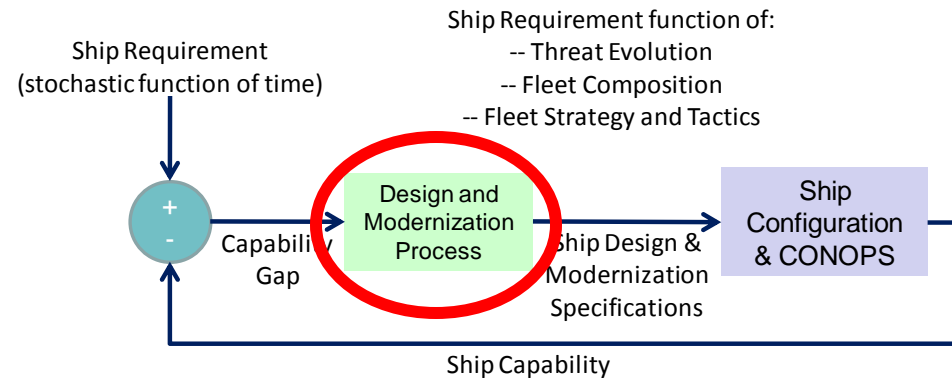 Ship Requirement function of:
-- Threat Evolution
-- Fleet Composition
-- Fleet Strategy and Tactics
Ship Requirement
(stochastic function of time)
+
-
Capability
Gap
Design and
Modernization
Process
Ship Design &
Modernization
Specifications
Ship
Configuration
& CONOPS
Ship Capability